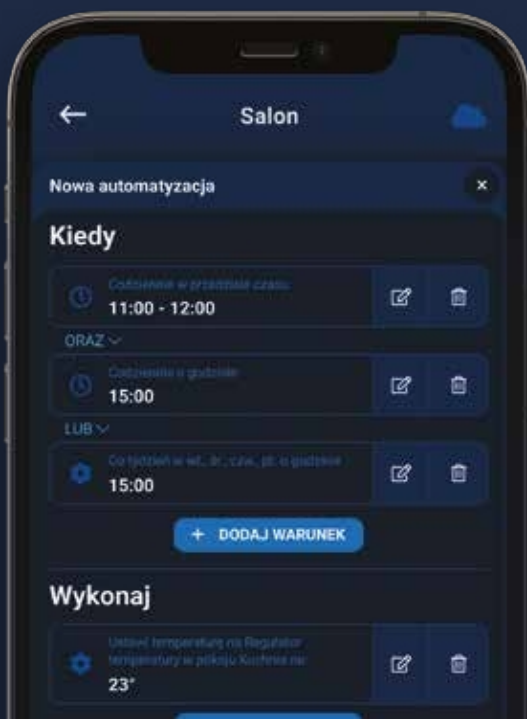 Salon
Nowa automatyzacja
Kiedy
Codziennie w przedziale czasu
11:00 - 12:00
ORAZ
Codziennie o godzinie
15:00
LUB
Co tydzień w wt., śr., czw., pt. o godzinie
15:00
+ DODAJ WARUNEK
Wykonaj
Ustaw temperaturę na Regulator
temperatury w pokoju Kuchnia na:
23°